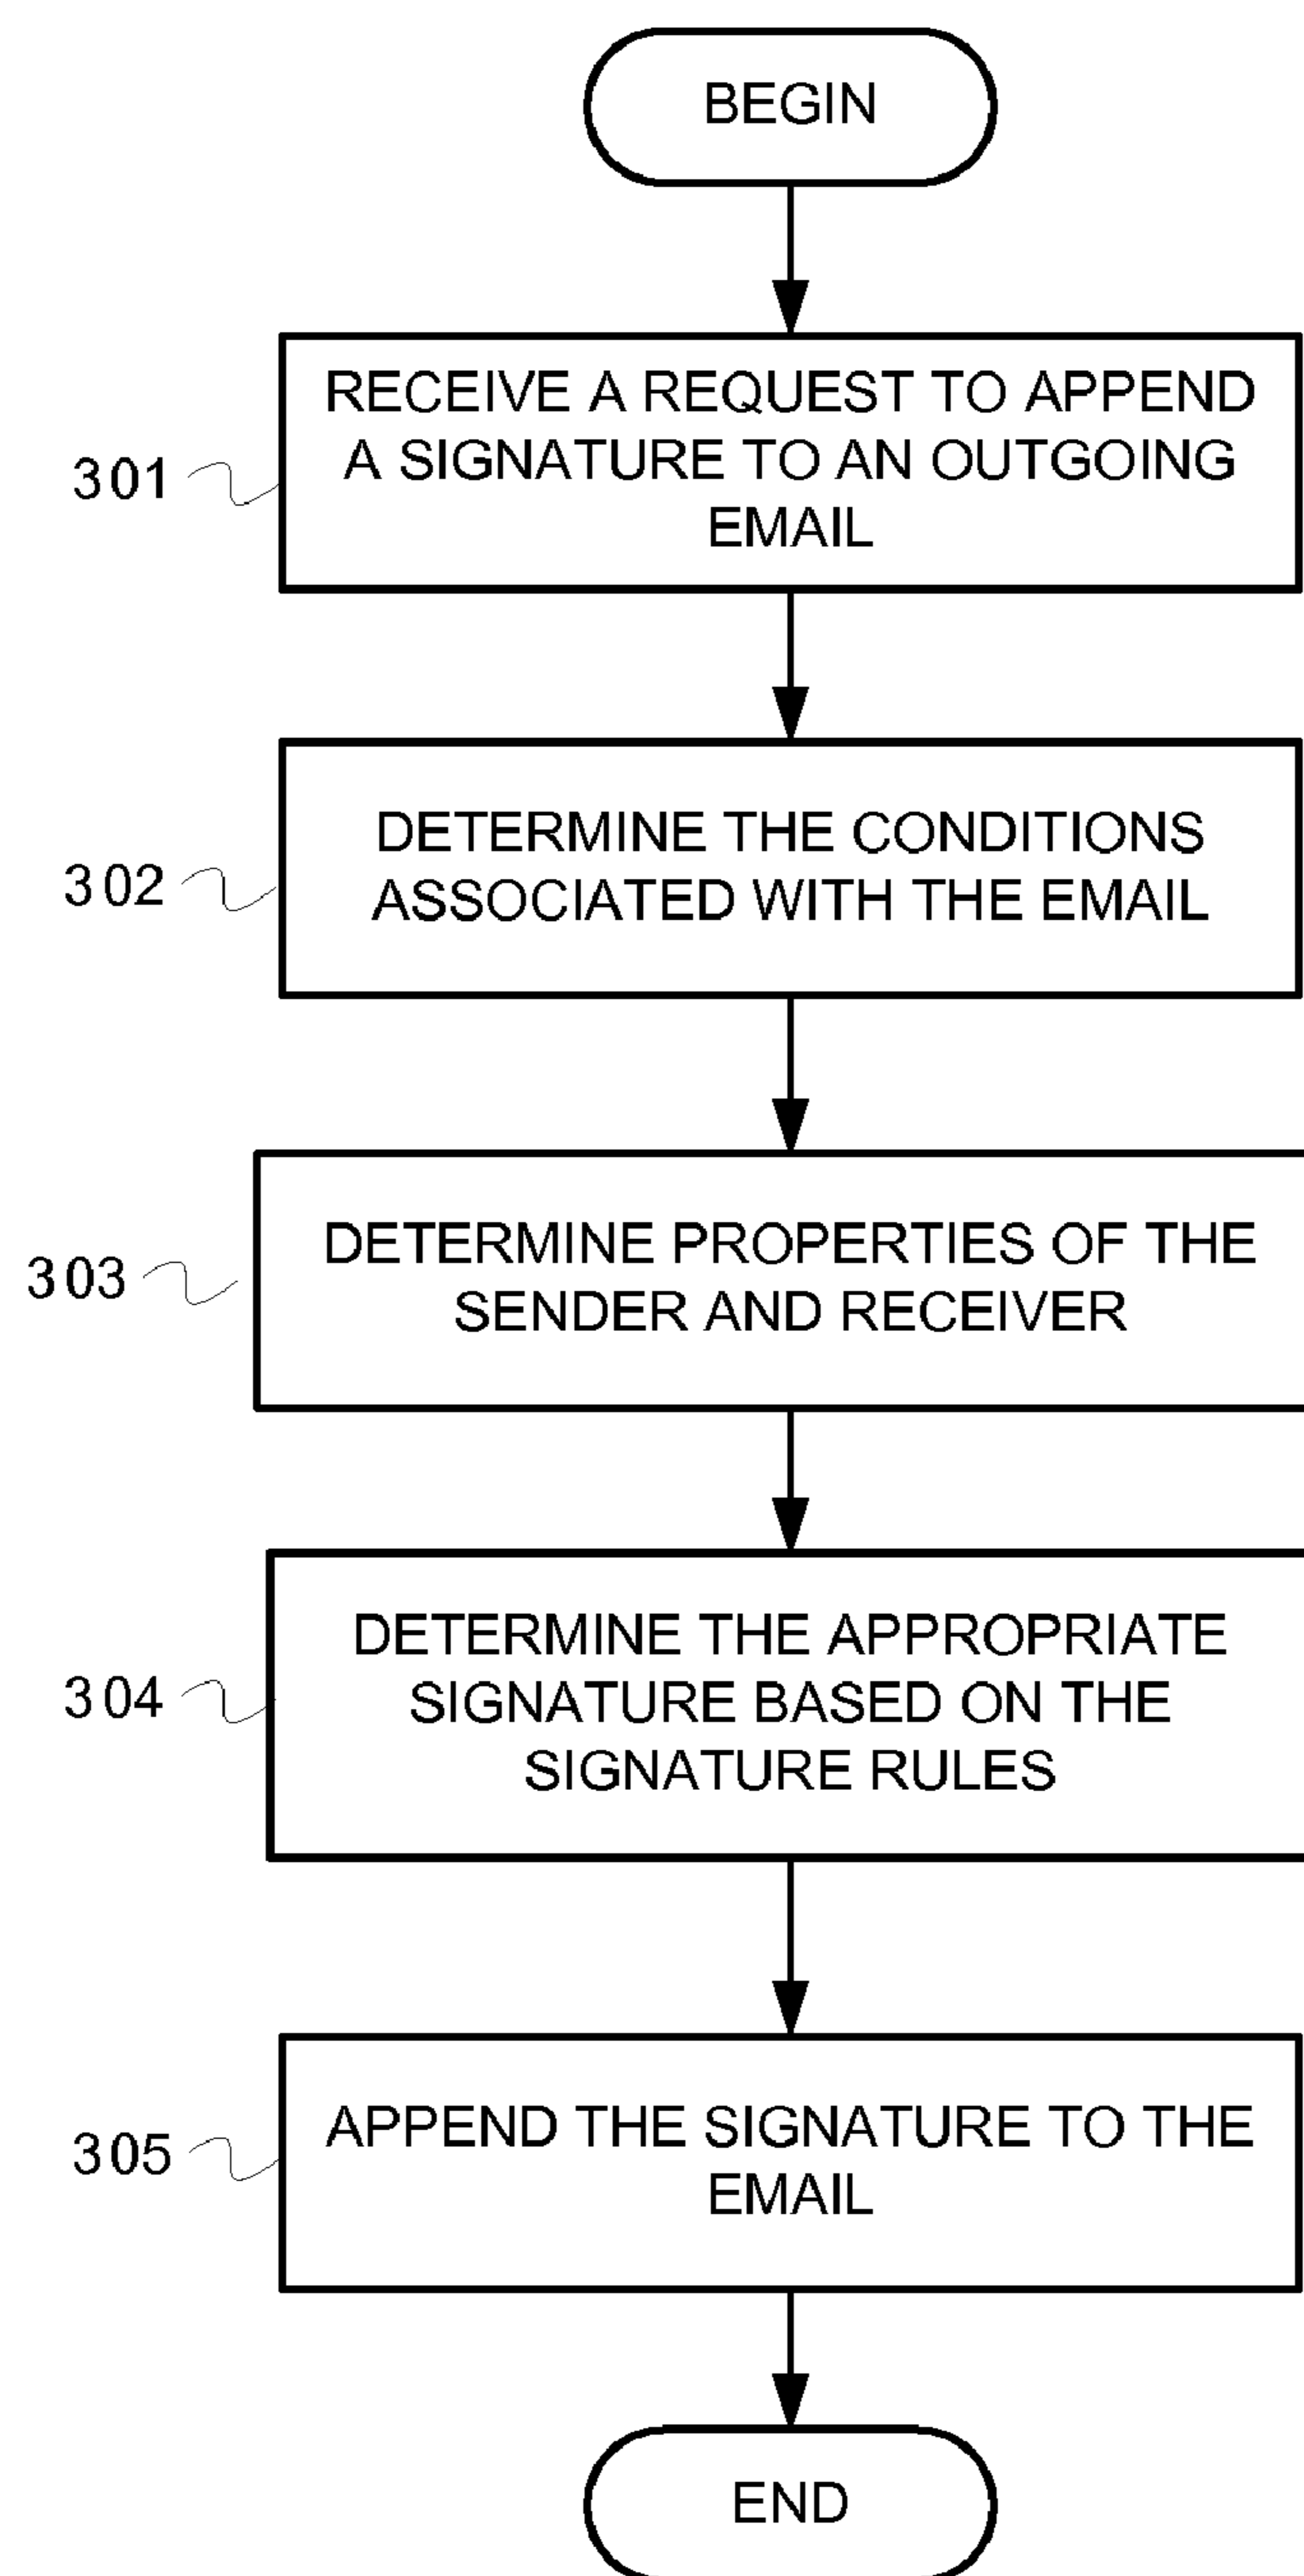 BEGIN
RECEIVE A REQUEST TO APPEND
A SIGNATURE TO AN OUTGOING
EMAIL
301
DETERMINE THE CONDITIONS
ASSOCIATED WITH THE EMAIL
302
DETERMINE PROPERTIES OF THE
SENDER AND RECEIVER
303
DETERMINE THE APPROPRIATE
SIGNATURE BASED ON THE
SIGNATURE RULES
304
APPEND THE SIGNATURE TO THE
EMAIL
305
END